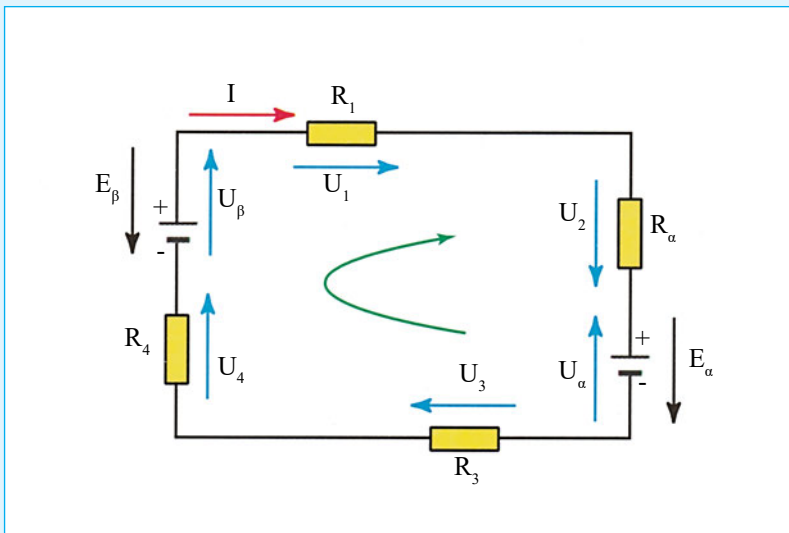 I
R₁
E_β
+
U_β
U₁
U₂
R_α
-
R₄
U₄
U₃
U_α
+
E_α
-
R₃